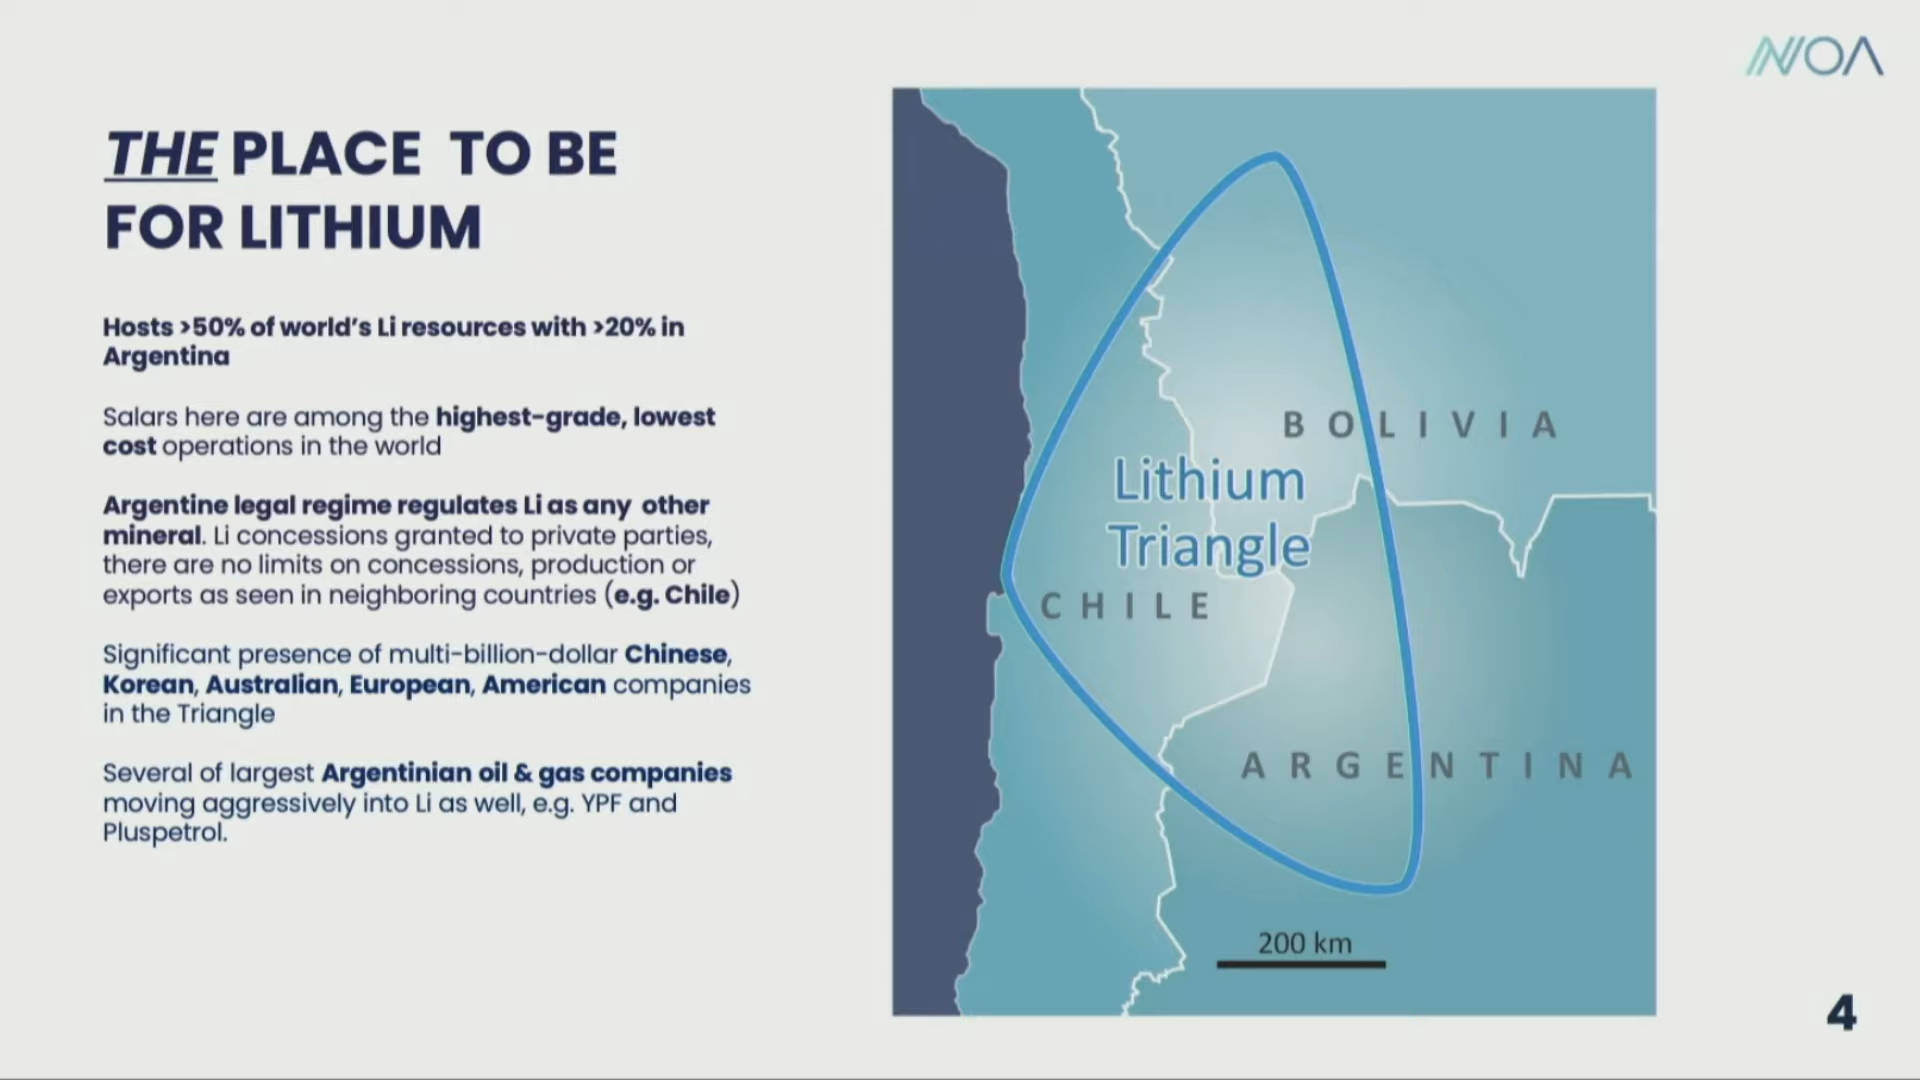 NOA
THE PLACE TO BE
FOR LITHIUM
Hosts >50% of world's Li resources with >20% in
Argentina
Salars here are among the highest-grade, lowest
cost operations in the world
Argentine legal regime regulates Li as any other
mineral. Li concessions granted to private parties,
there are no limits on concessions, production or
exports as seen in neighboring countries (e.g. Chile)
Significant presence of multi-billion-dollar Chinese,
Korean, Australian, European, American companies
in the Triangle
Several of largest Argentinian oil & gas companies
moving aggressively into Li as well, e.g. YPF and
Pluspetrol.
BOLIVIA
Lithium
Triangle
CHILE
ARGENTINA
200 km
4